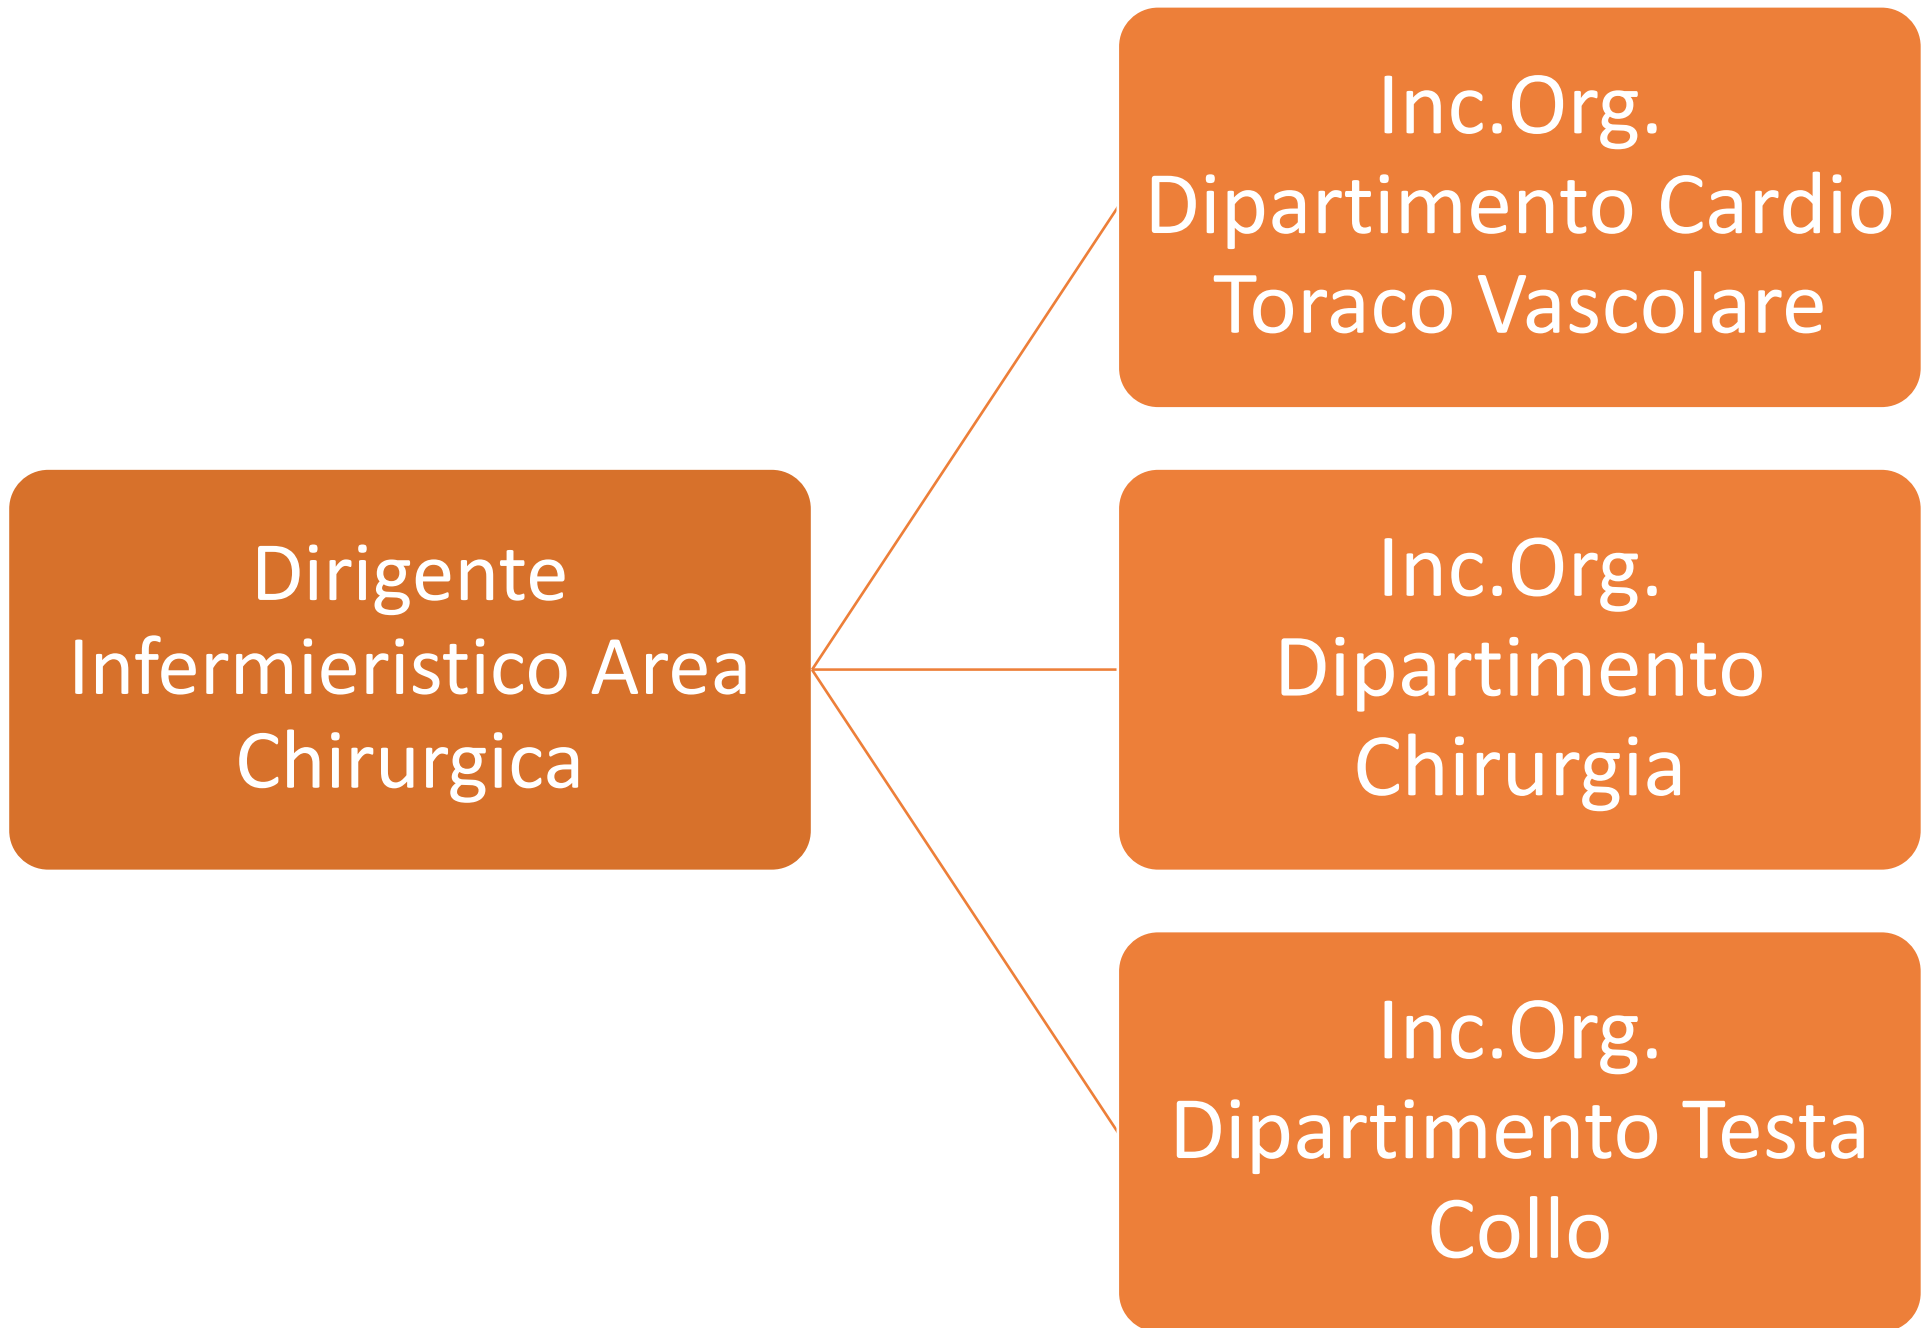 Dirigente
Infermieristico Area
Chirurgica
Inc.Org.
Dipartimento Cardio
Toraco Vascolare
Inc.Org.
Dipartimento
Chirurgia
Inc.Org.
Dipartimento Testa
Collo